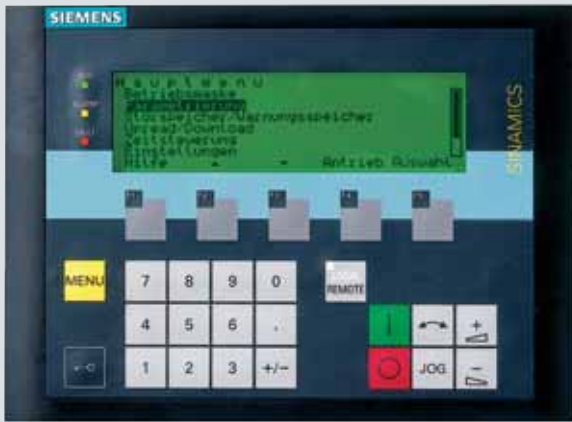 SIEMENS
Hauptmenu
Betriebsmaske
Parametrierung
Störspeicher/Warnungsspeicher
Upread/Download
Zeitsteuerung
Einstellungen
Hilfe Antrieb Auswahl
SINAMICS
MENU 7 8 9 0 REMOTE
4 5 6 .
1 2 3 +/- JOG